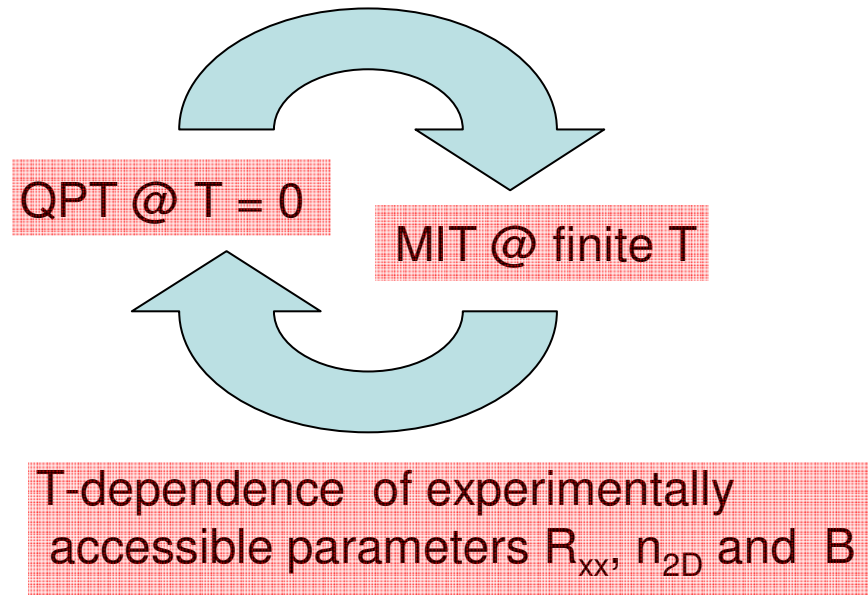 QPT @ T = 0
MIT @ finite T
T-dependence of experimentally
accessible parameters Rxx, n2D and B